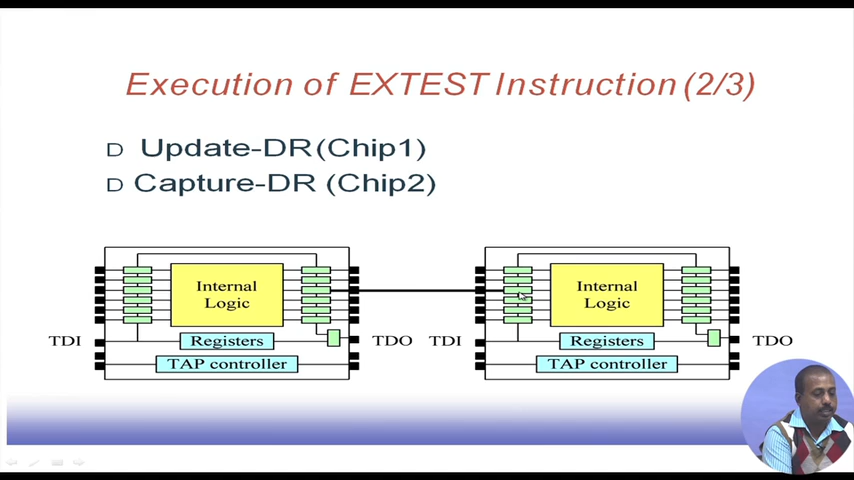 Execution of EXTEST Instruction (2/3)
D Update-DR(Chip1)
D Capture-DR (Chip2)
Internal
Logic
Internal
Logic
TDI
Registers
TDO
TDI
Registers
TDO
TAP controller
TAP controller